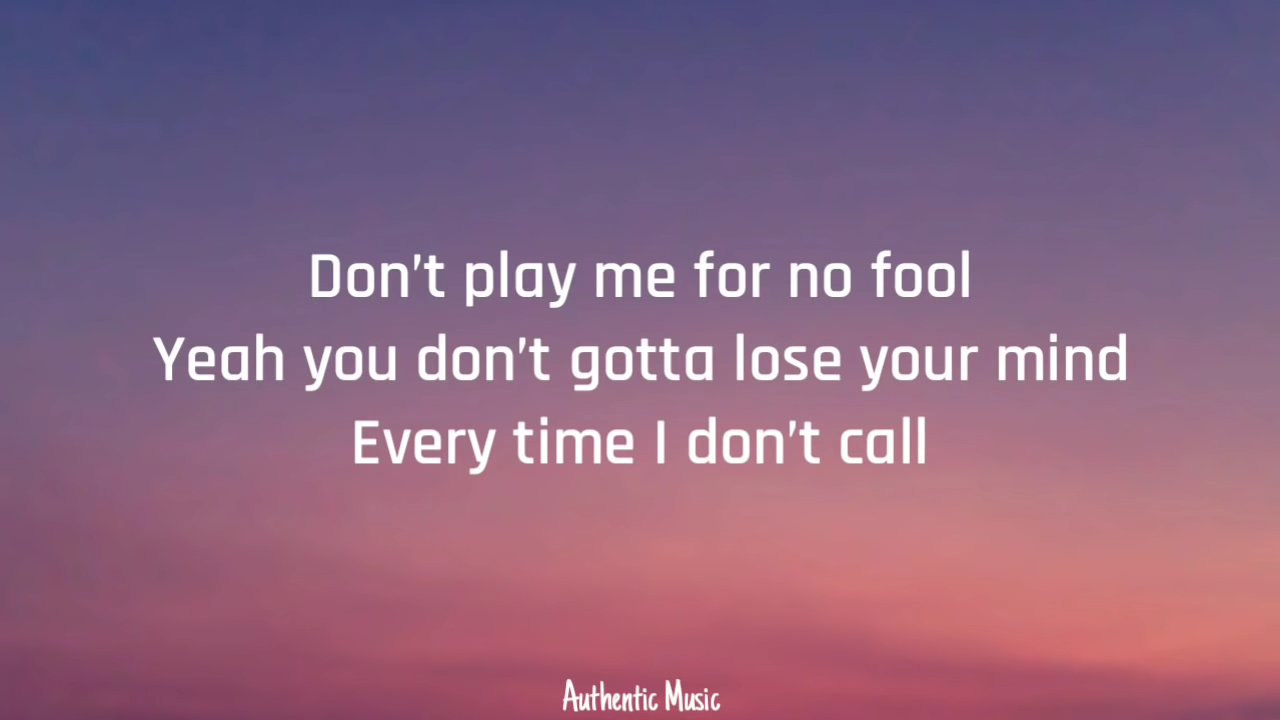 Don't play me for no fool
Yeah you don't gotta lose your mind
Every time I don't call
Authentic Music